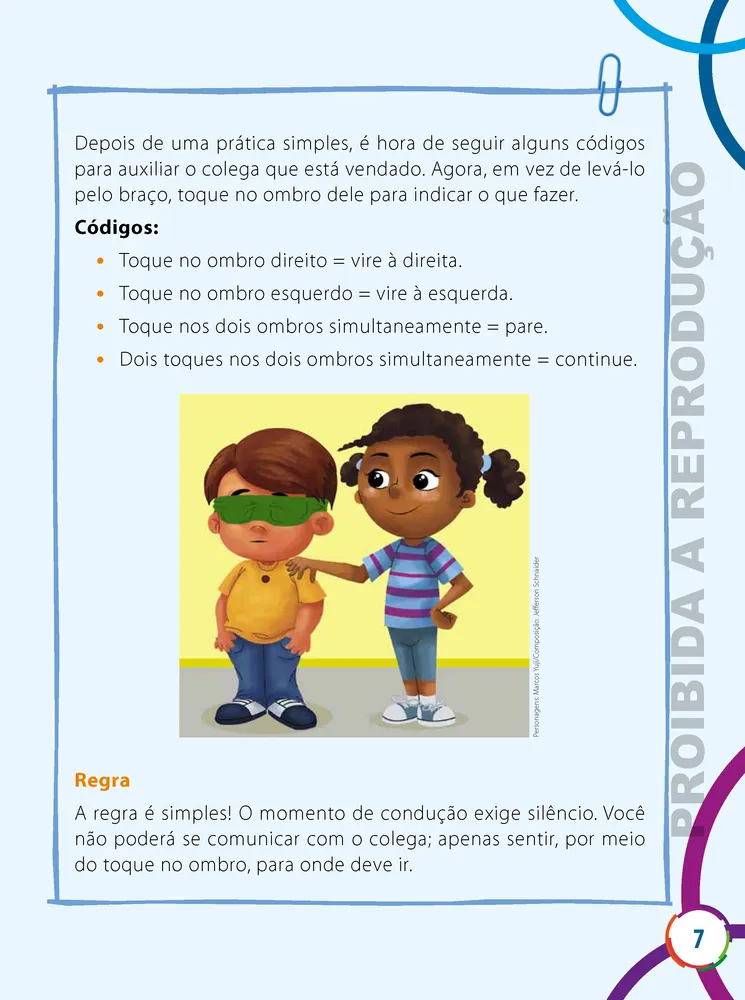 Depois de uma prática simples, é hora de seguir alguns códigos
para auxiliar o colega que está vendado. Agora, em vez de levá-lo
pelo braço, toque no ombro dele para indicar o que fazer.
Códigos:
• Toque no ombro direito = vire à direita.
• Toque no ombro esquerdo = vire à esquerda.
• Toque nos dois ombros simultaneamente = pare.
• Dois toques nos dois ombros simultaneamente = continue.
Personagens: Marcos Yuji/Composição: Jefferson Schnaider
Regra
A regra é simples! O momento de condução exige silêncio. Você
não poderá se comunicar com o colega; apenas sentir, por meio
do toque no ombro, para onde deve ir.
PROIBIDA A REPRODUÇÃO
7